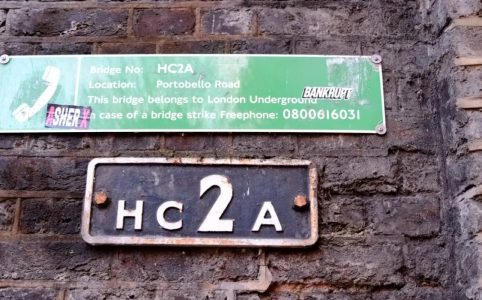 Bridge No: HC2A
Location: Portobello Road
This bridge belongs to London Underground
BANKRUPT
#SHER
n case of a bridge strike Freephone: 0800616031
HC2A